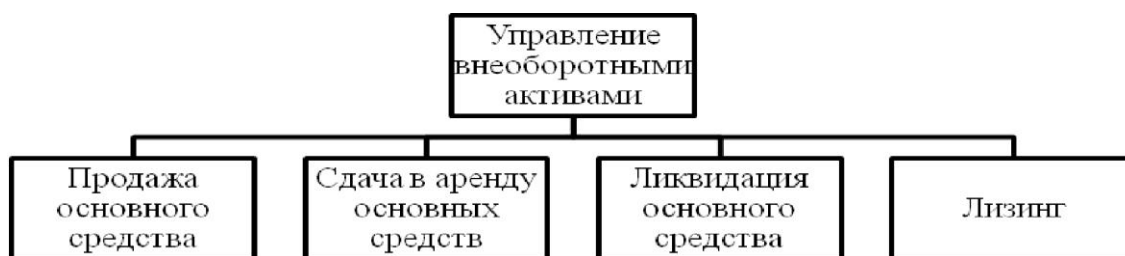 Управление
внеоборотными
активами
Продажа
основного
средства
Сдача в аренду
основных
средств
Ликвидация
основного
средства
Лизинг